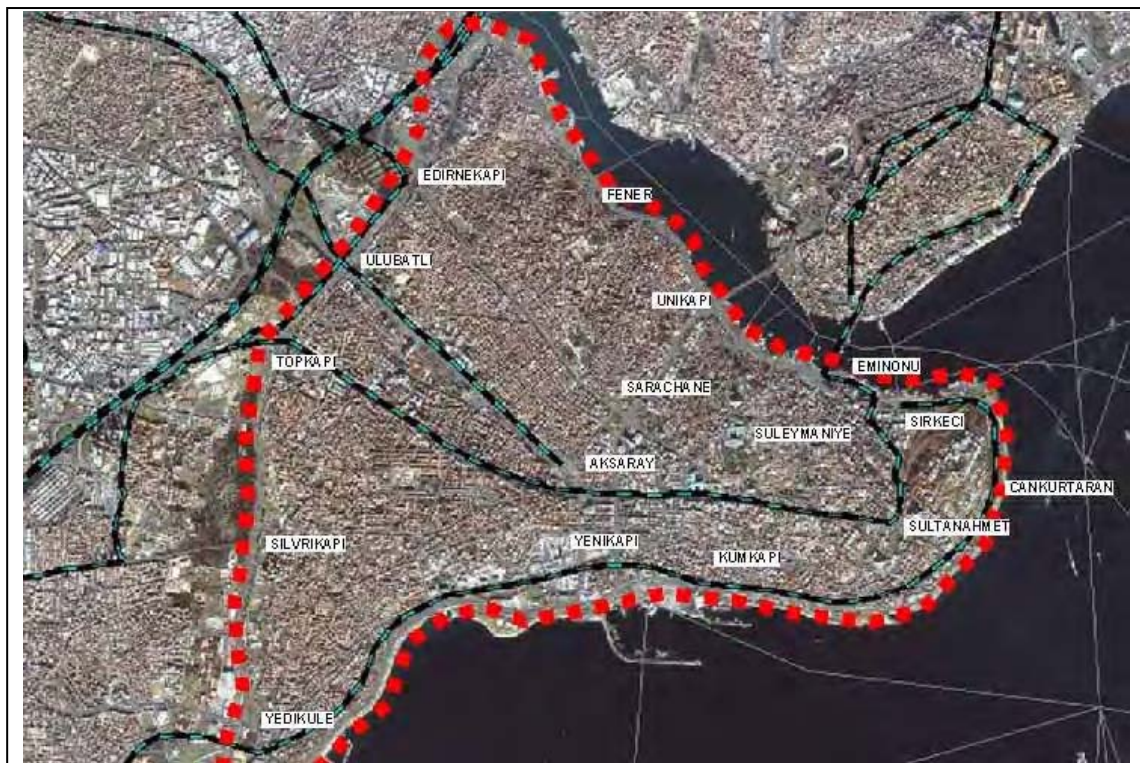 EDIRNEKAPI
FENER
ULUBATLI
UNIKAPI
TOPKAPI
EMINONU
SARACHANE
SIRKECI
SULEYMANIYE
AKSARAY
CANKURTARAN
SULTANAHMET
SILVRIKAPI
YENIKAPI
KUMKAPI
YEDIKULE